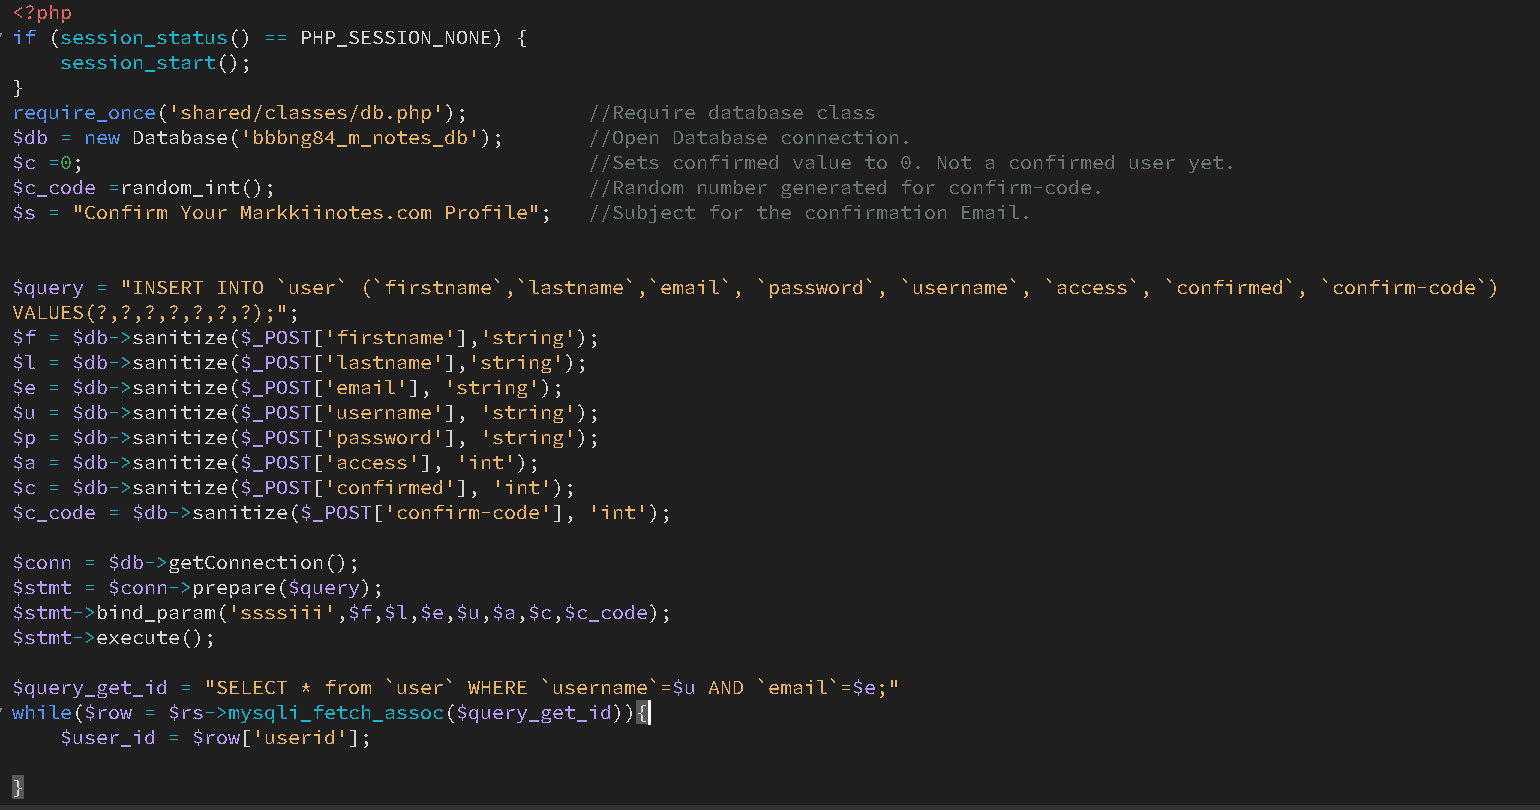 <?php
if (session_status() == PHP_SESSION_NONE) {
    session_start();
}
require_once('shared/classes/db.php');          //Require database class
$db = new Database('bbbng84_m_notes_db');       //Open Database connection.
$c =0;                                          //Sets confirmed value to 0. Not a confirmed user yet.
$c_code =random_int();                          //Random number generated for confirm-code.
$s = "Confirm Your Markkiinotes.com Profile";   //Subject for the confirmation Email.
$query = "INSERT INTO `user` (`firstname`,`lastname`,`email`, `password`, `username`, `access`, `confirmed`, `confirm-code`)
VALUES(?,?,?,?,?,?,?);";
$f = $db->sanitize($_POST['firstname'],'string');
$l = $db->sanitize($_POST['lastname'],'string');
$e = $db->sanitize($_POST['email'], 'string');
$u = $db->sanitize($_POST['username'], 'string');
$p = $db->sanitize($_POST['password'], 'string');
$a = $db->sanitize($_POST['access'], 'int');
$c = $db->sanitize($_POST['confirmed'], 'int');
$c_code = $db->sanitize($_POST['confirm-code'], 'int');
$conn = $db->getConnection();
$stmt = $conn->prepare($query);
$stmt->bind_param('ssssiii',$f,$l,$e,$u,$a,$c,$c_code);
$stmt->execute();
$query_get_id = "SELECT * from `user` WHERE `username`=$u AND `email`=$e;"
while($row = $rs->mysqli_fetch_assoc($query_get_id)){
    $user_id = $row['userid'];
}